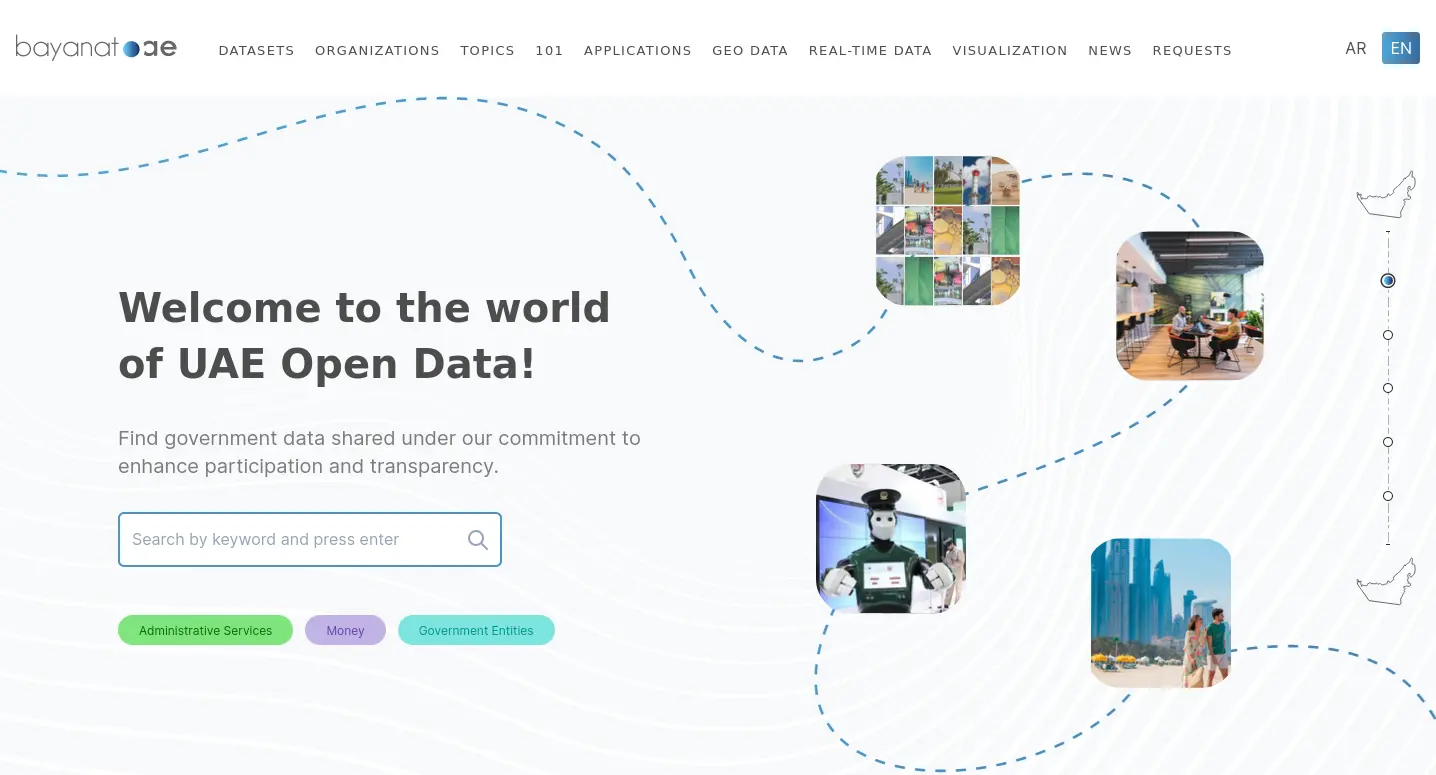 bayanat ae
DATASETS ORGANIZATIONS TOPICS 101 APPLICATIONS GEO DATA REAL-TIME DATA VISUALIZATION NEWS REQUESTS
AR EN
Welcome to the world
of UAE Open Data!
Find government data shared under our commitment to
enhance participation and transparency.
Search by keyword and press enter
Administrative Services Money Government Entities